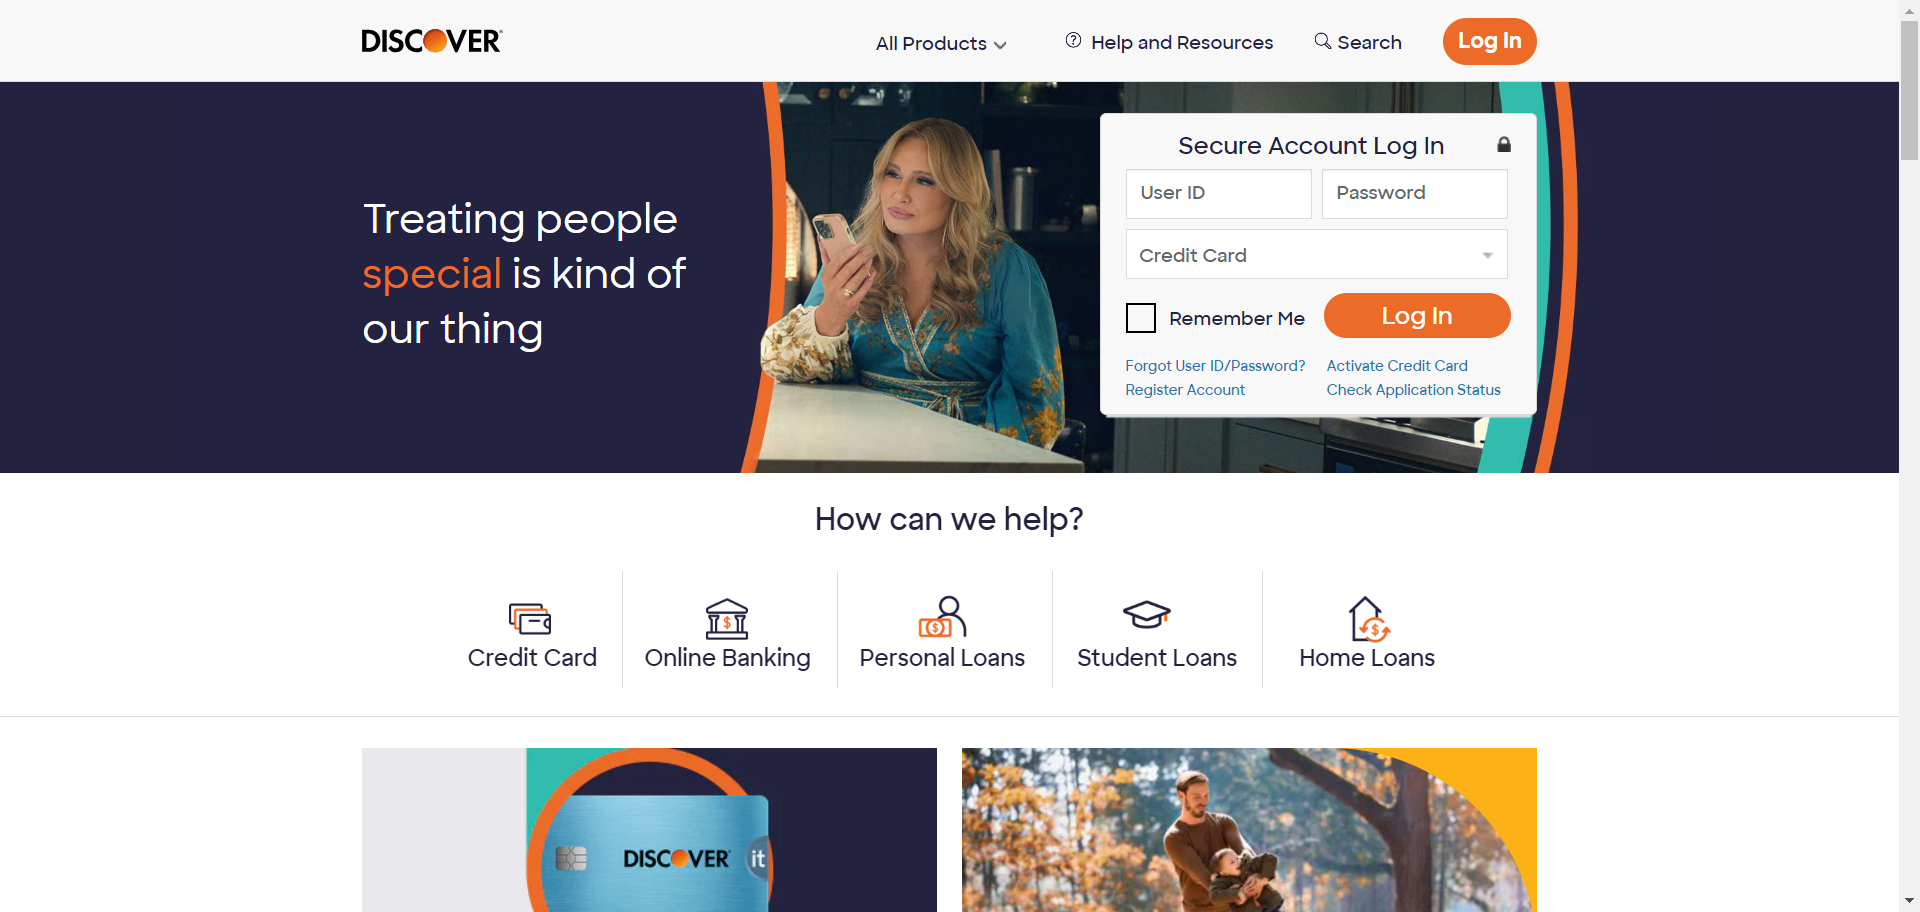 DISCOVER
All Products
Help and Resources
Search
Log In
Treating people
special is kind of
our thing
Secure Account Log In
User ID
Password
Credit Card
Remember Me
Log In
Forgot User ID/Password?
Activate Credit Card
Register Account
Check Application Status
How can we help?
Credit Card
Online Banking
Personal Loans
Student Loans
Home Loans
DISCOVER
it